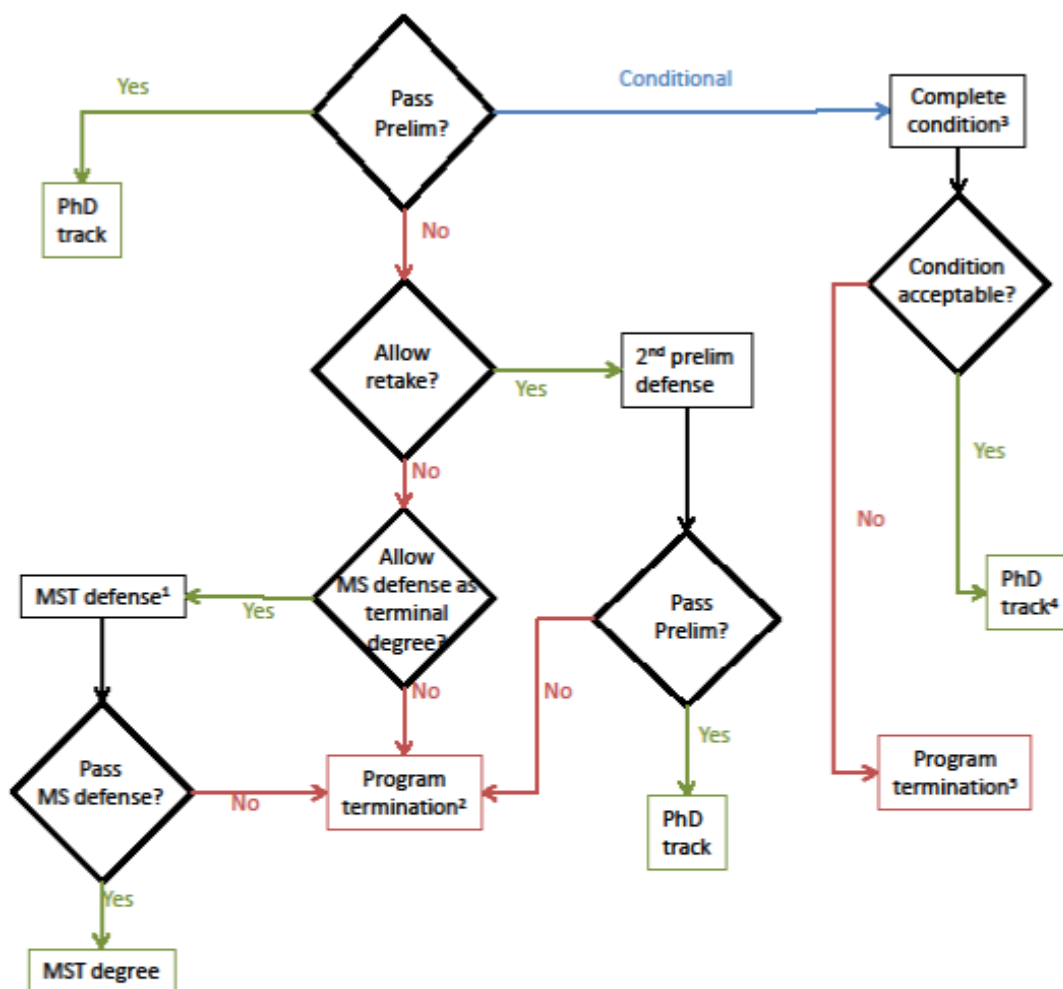 Yes
Pass
Prelim?
Conditional
Complete
condition³
PhD
track
No
Condition
acceptable?
Allow
retake?
Yes
2nd prelim
defense
No
Yes
No
Allow
MS defense as
terminal
degree?
MST defense¹
Yes
Pass
Prelim?
PhD
track⁴
No
No
Yes
Pass
MS defense?
No
Program
termination²
Program
termination⁵
PhD
track
Yes
MST degree